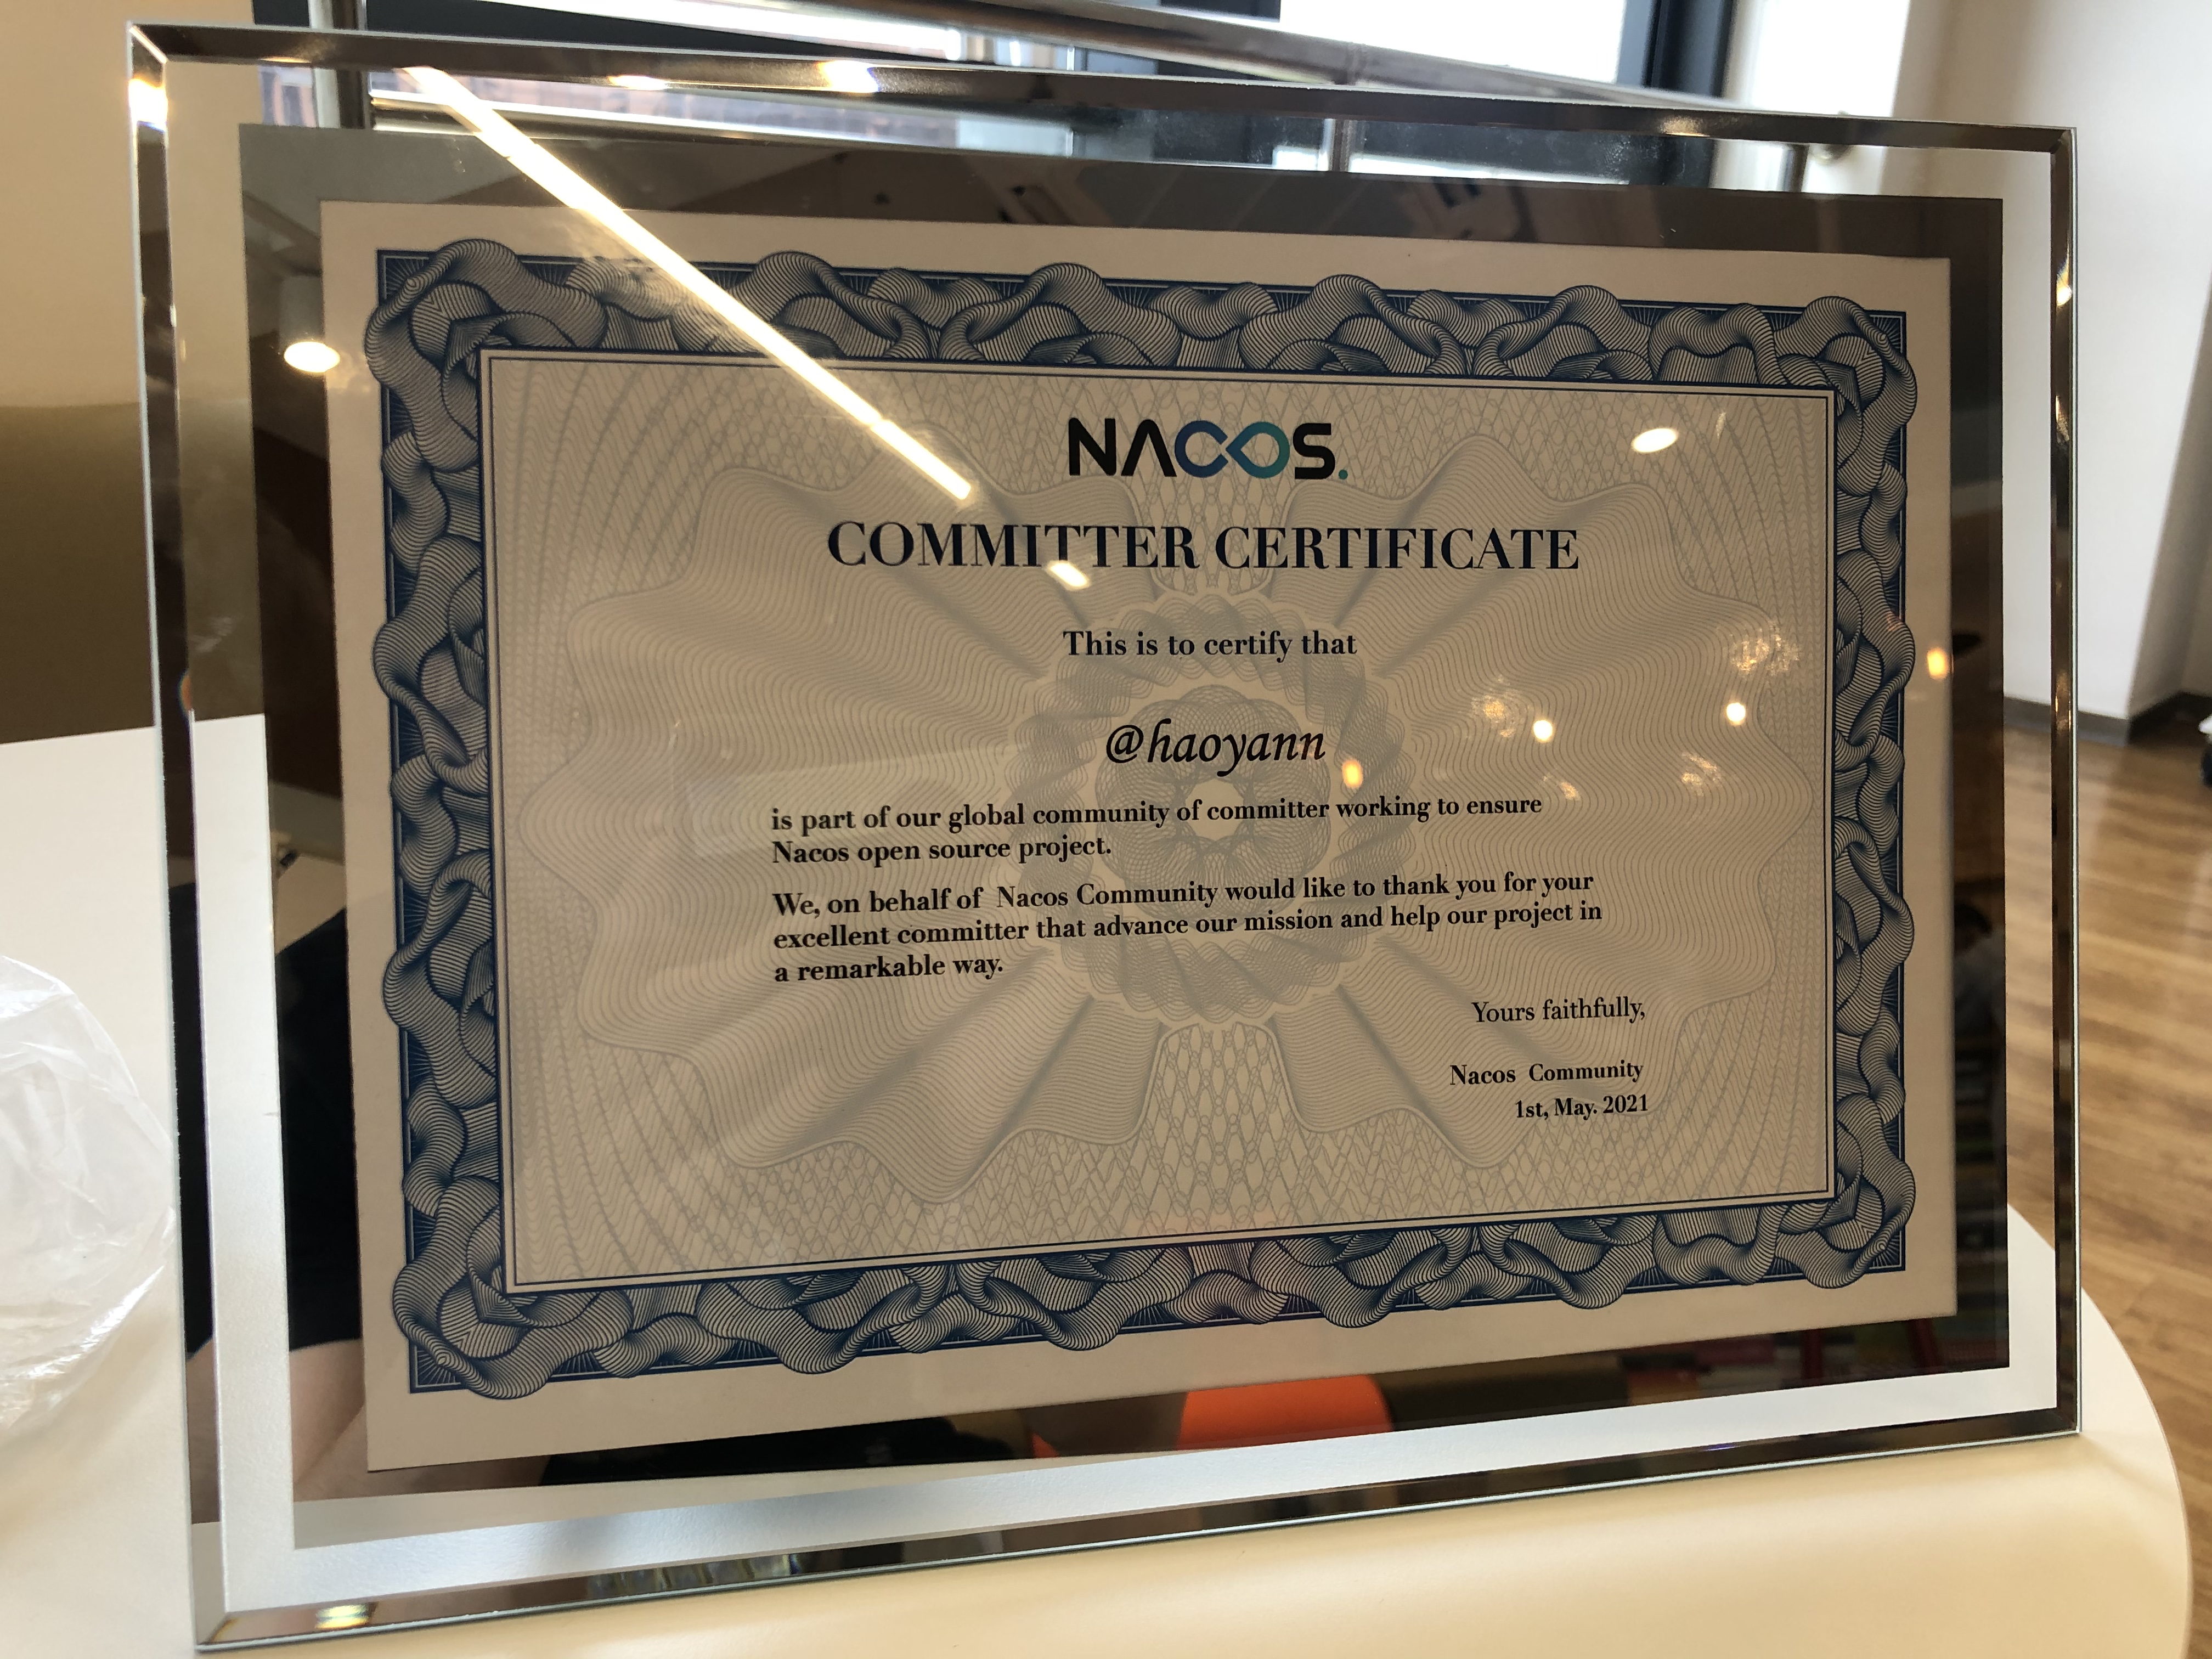 NACOS.
COMMITTER CERTIFICATE
This is to certify that
@haoyann
is part of our global community of committer working to ensure
Nacos open source project.
We, on behalf of Nacos Community would like to thank you for your
excellent committer that advance our mission and help our project in
a remarkable way.
Yours faithfully,
Nacos Community
1st, May. 2021